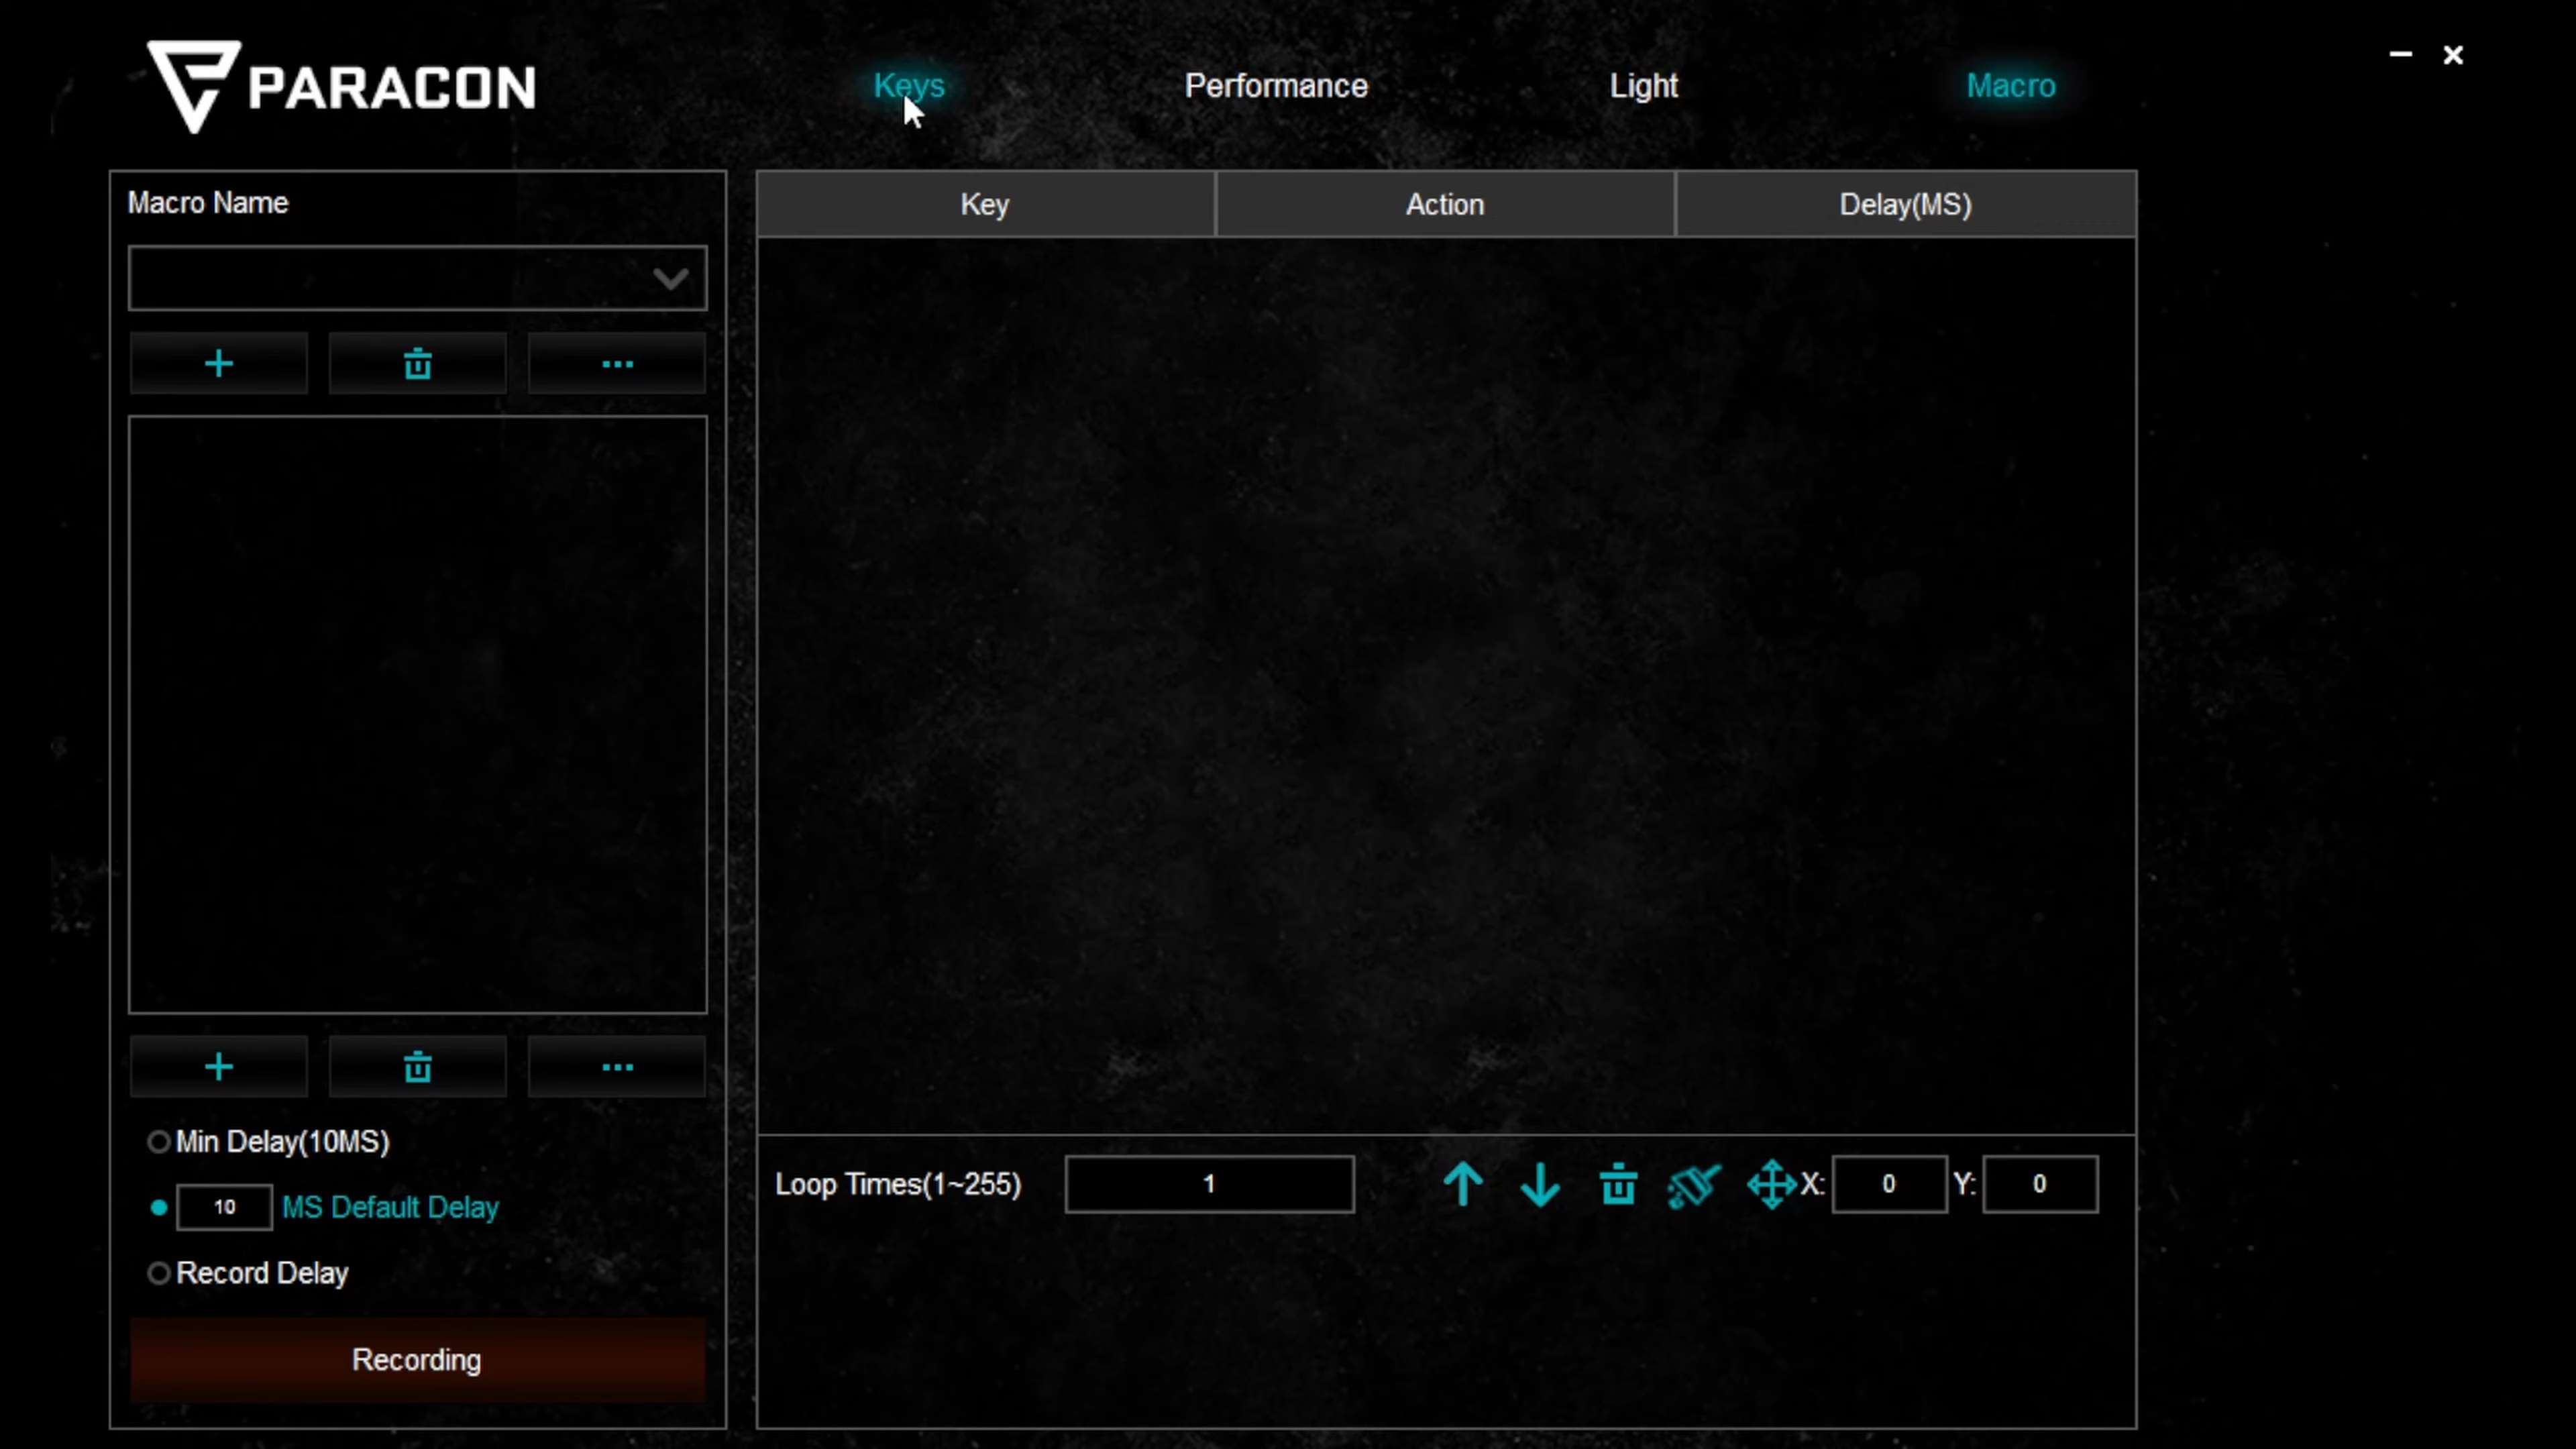 PARACON
Keys Performance Light Macro
Macro Name
Key Action Delay(MS)
Min Delay(10MS)
10 MS Default Delay
Record Delay
Recording
Loop Times(1~255) 1 X: 0 Y: 0